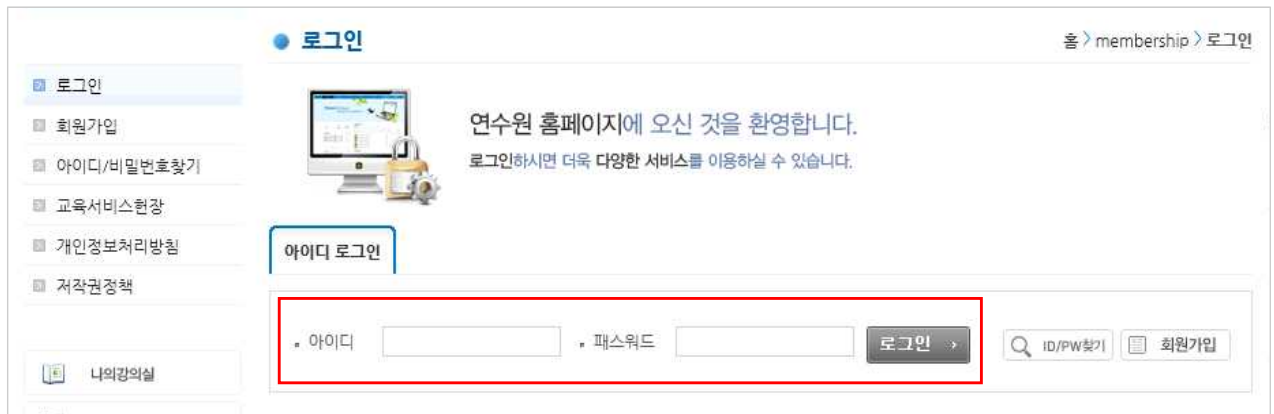 로그인
홈 > membership > 로그인
로그인
회원가입
아이디/비밀번호찾기
교육서비스헌장
개인정보처리방침
저작권정책
나의강의실
연수원 홈페이지에 오신 것을 환영합니다.
로그인하시면 더욱 다양한 서비스를 이용하실 수 있습니다.
아이디 로그인
아이디
패스워드
로그인 >
ID/PW찾기
회원가입